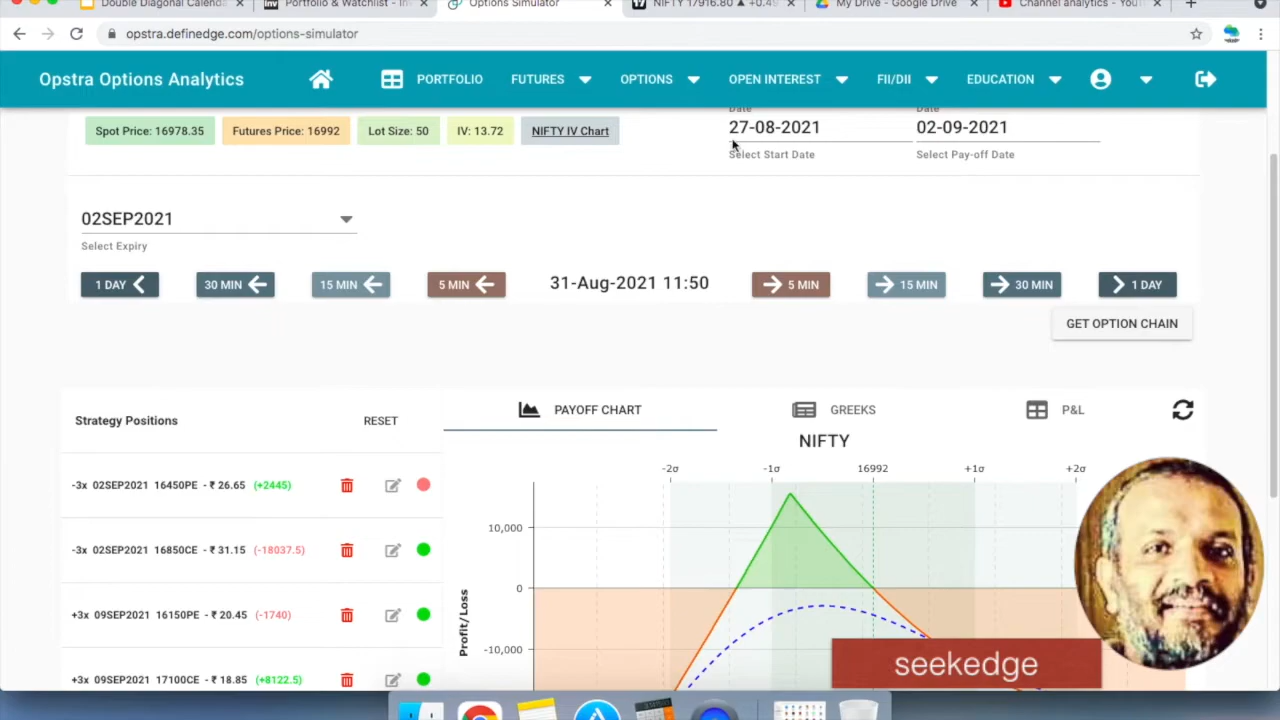 Double Diagonal Calenda
Portfolio & Watchlist - Inv
Options Simulator
NIFTY 17916.80 ▲ +0.49
My Drive - Google Drive
Channel analytics - YouT
opstra.definedge.com/options-simulator
Opstra Options Analytics
PORTFOLIO
FUTURES
OPTIONS
OPEN INTEREST
FII/DII
EDUCATION
Spot Price: 16978.35
Futures Price: 16992
Lot Size: 50
IV: 13.72
NIFTY IV Chart
Date
27-08-2021
Select Start Date
Date
02-09-2021
Select Pay-off Date
02SEP2021
Select Expiry
1 DAY
30 MIN
15 MIN
5 MIN
31-Aug-2021 11:50
5 MIN
15 MIN
30 MIN
1 DAY
GET OPTION CHAIN
Strategy Positions
RESET
PAYOFF CHART
GREEKS
P&L
-3x 02SEP2021 16450PE - ₹ 26.65 (+2445)
-3x 02SEP2021 16850CE - ₹ 31.15 (-18037.5)
+3x 09SEP2021 16150PE - ₹ 20.45 (-1740)
+3x 09SEP2021 17100CE - ₹ 18.85 (+8122.5)
NIFTY
-2σ
-1σ
16992
+1σ
+2σ
10,000
0
-10,000
Profit/Loss
seekedge